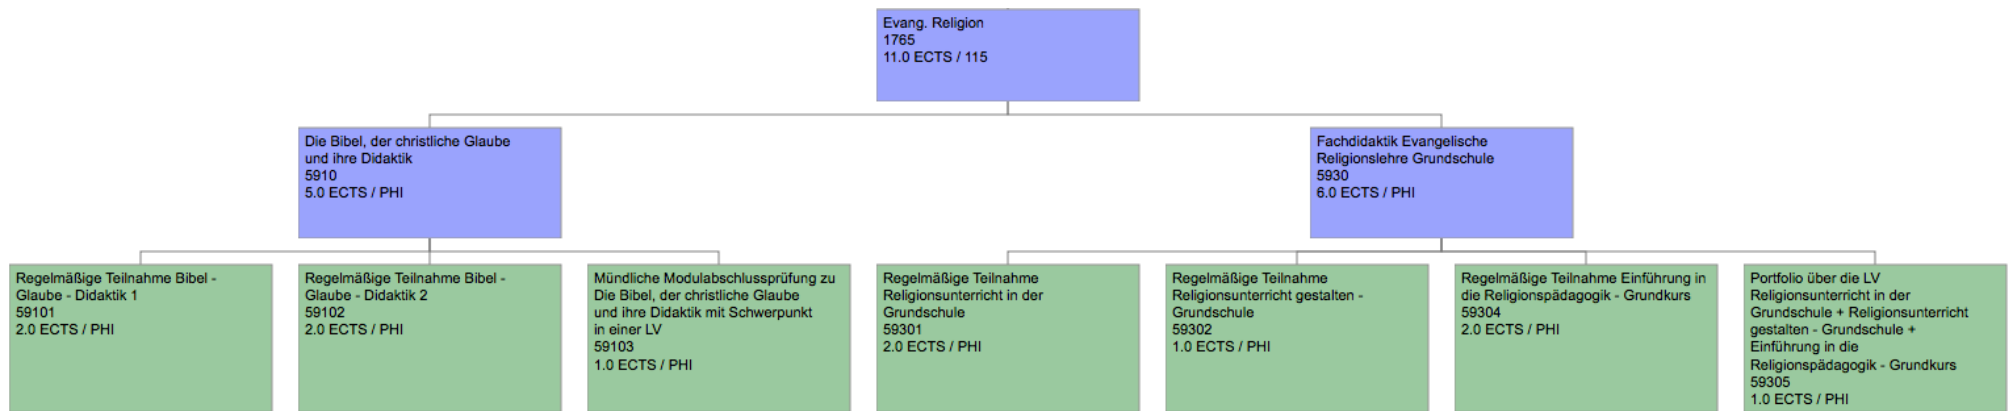 Evang. Religion
1765
11.0 ECTS / 115
Die Bibel, der christliche Glaube
und ihre Didaktik
5910
5.0 ECTS / PHI
Fachdidaktik Evangelische
Religionslehre Grundschule
5930
6.0 ECTS / PHI
Regelmäßige Teilnahme Bibel -
Glaube - Didaktik 1
59101
2.0 ECTS / PHI
Regelmäßige Teilnahme Bibel -
Glaube - Didaktik 2
59102
2.0 ECTS / PHI
Mündliche Modulabschlussprüfung zu
Die Bibel, der christliche Glaube
und ihre Didaktik mit Schwerpunkt
in einer LV
59103
1.0 ECTS / PHI
Regelmäßige Teilnahme
Religionsunterricht in der
Grundschule
59301
2.0 ECTS / PHI
Regelmäßige Teilnahme
Religionsunterricht gestalten -
Grundschule
59302
1.0 ECTS / PHI
Regelmäßige Teilnahme Einführung in
die Religionspädagogik - Grundkurs
59304
2.0 ECTS / PHI
Portfolio über die LV
Religionsunterricht in der
Grundschule + Religionsunterricht
gestalten - Grundschule +
Einführung in die
Religionspädagogik - Grundkurs
59305
1.0 ECTS / PHI